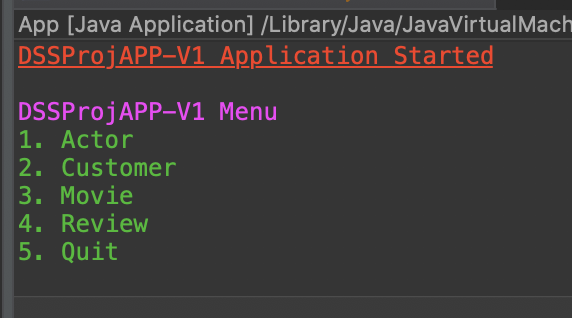 App [Java Application] /Library/Java/JavaVirtualMach
DSSProjAPP-V1 Application Started
DSSProjAPP-V1 Menu
1. Actor
2. Customer
3. Movie
4. Review
5. Quit